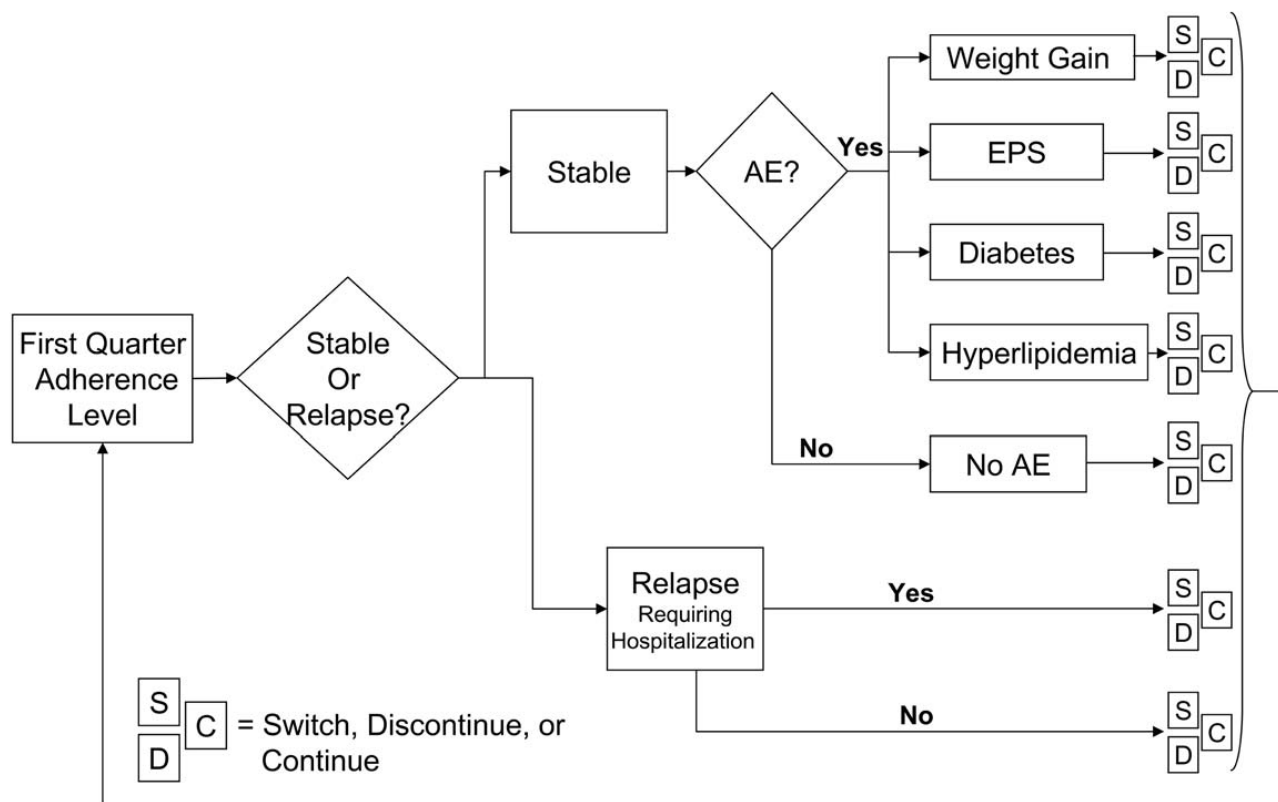 Weight Gain
S
D
C
Yes
EPS
S
D
C
Stable
AE?
Diabetes
S
D
C
First Quarter
Adherence
Level
Stable
Or
Relapse?
Hyperlipidemia
S
D
C
No
No AE
S
D
C
Relapse
Requiring
Hospitalization
Yes
S
D
C
No
S
D
C
S
D
C
= Switch, Discontinue, or
Continue